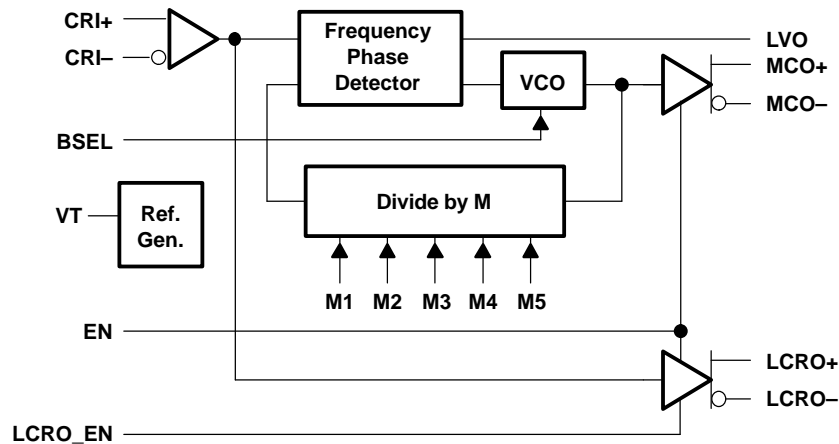 CRI+
CRI–
Frequency
Phase
Detector
LVO
VCO
MCO+
MCO–
BSEL
Divide by M
VT
Ref.
Gen.
M1 M2 M3 M4 M5
EN
LCRO+
LCRO–
LCRO_EN